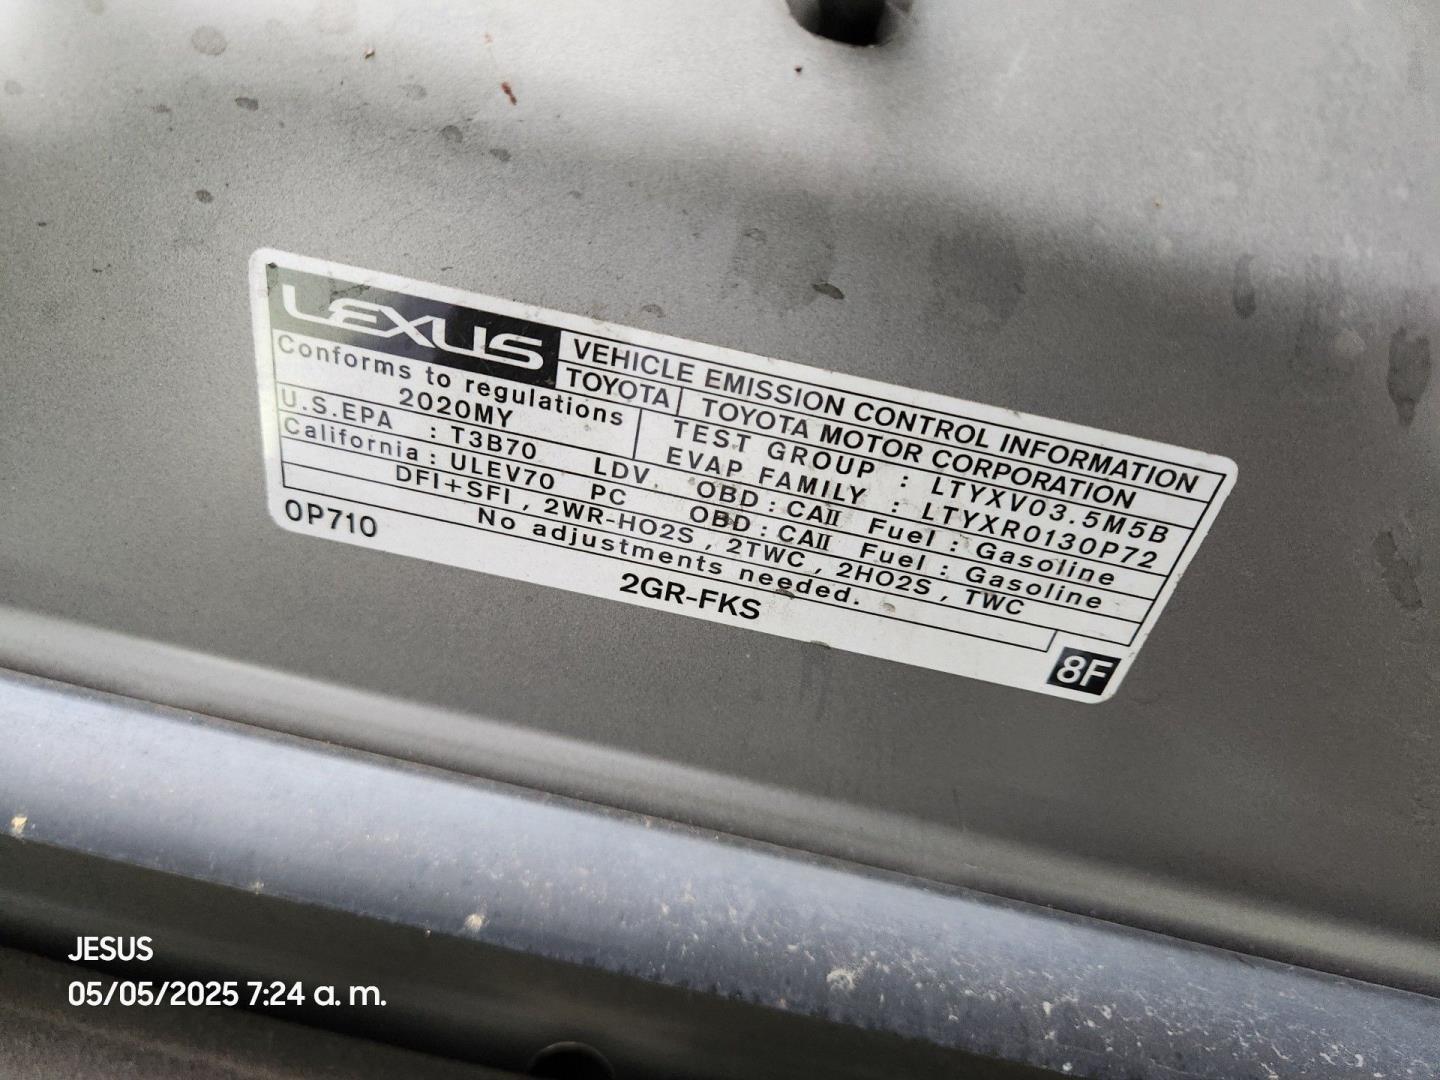 LEXUS
VEHICLE EMISSION CONTROL INFORMATION
TOYOTA TOYOTA MOTOR CORPORATION
Conforms to regulations
2020MY
TEST GROUP : LTYXV03.5M5B
EVAP FAMILY : LTYXR0130P72
U.S.EPA : T3B70 LDV. OBD : CAII Fuel : Gasoline
California : ULEV70 PC OBD : CAII Fuel : Gasoline
DFI+SFI, 2WR-HO2S, 2TWC, 2HO2S, TWC
No adjustments needed.
0P710 2GR-FKS 8F
JESUS
05/05/2025 7:24 a. m.